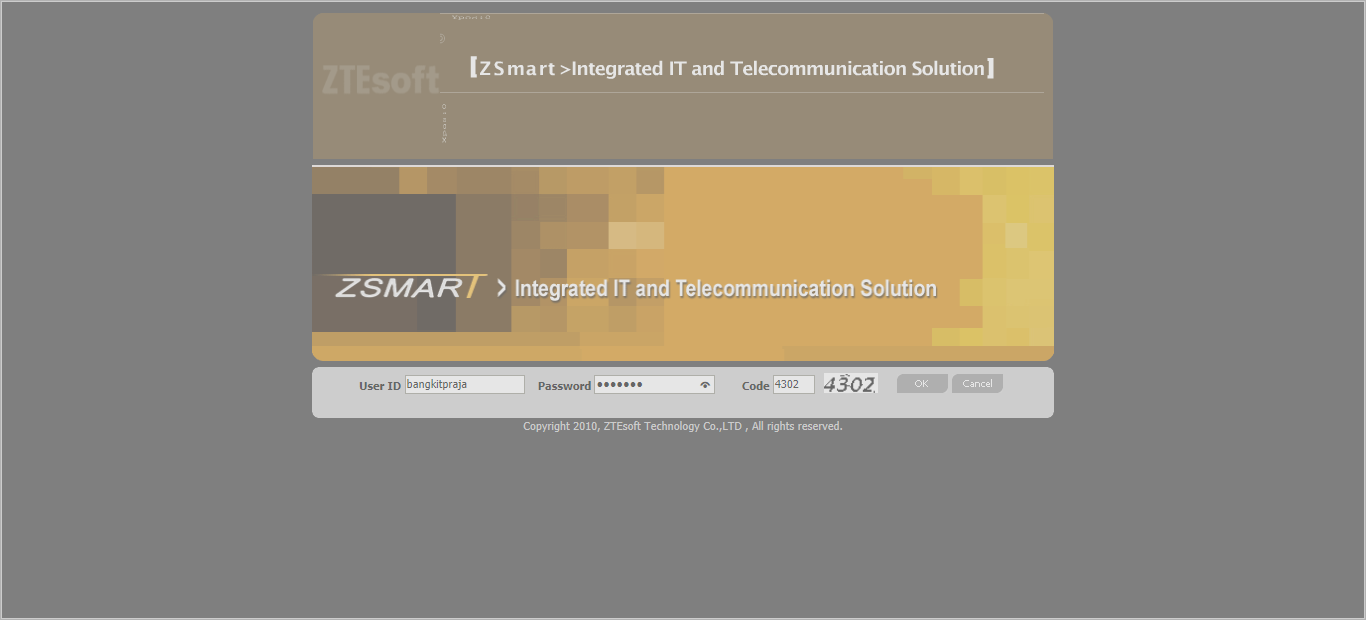 ZTEsoft
【ZSmart >Integrated IT and Telecommunication Solution】
ZSMART > Integrated IT and Telecommunication Solution
User ID bangkitpraja Password ••••••• Code 4302 4302 OK Cancel
Copyright 2010, ZTEsoft Technology Co.,LTD , All rights reserved.